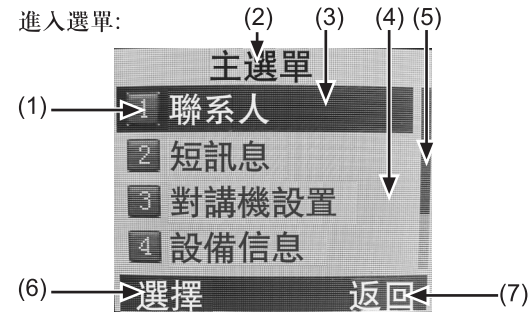 進入選單:
(2) (3) (4) (5)
主選單
(1) 1 聯系人
2 短訊息
3 對講機設置
4 設備信息
(6) 選擇 返回 (7)